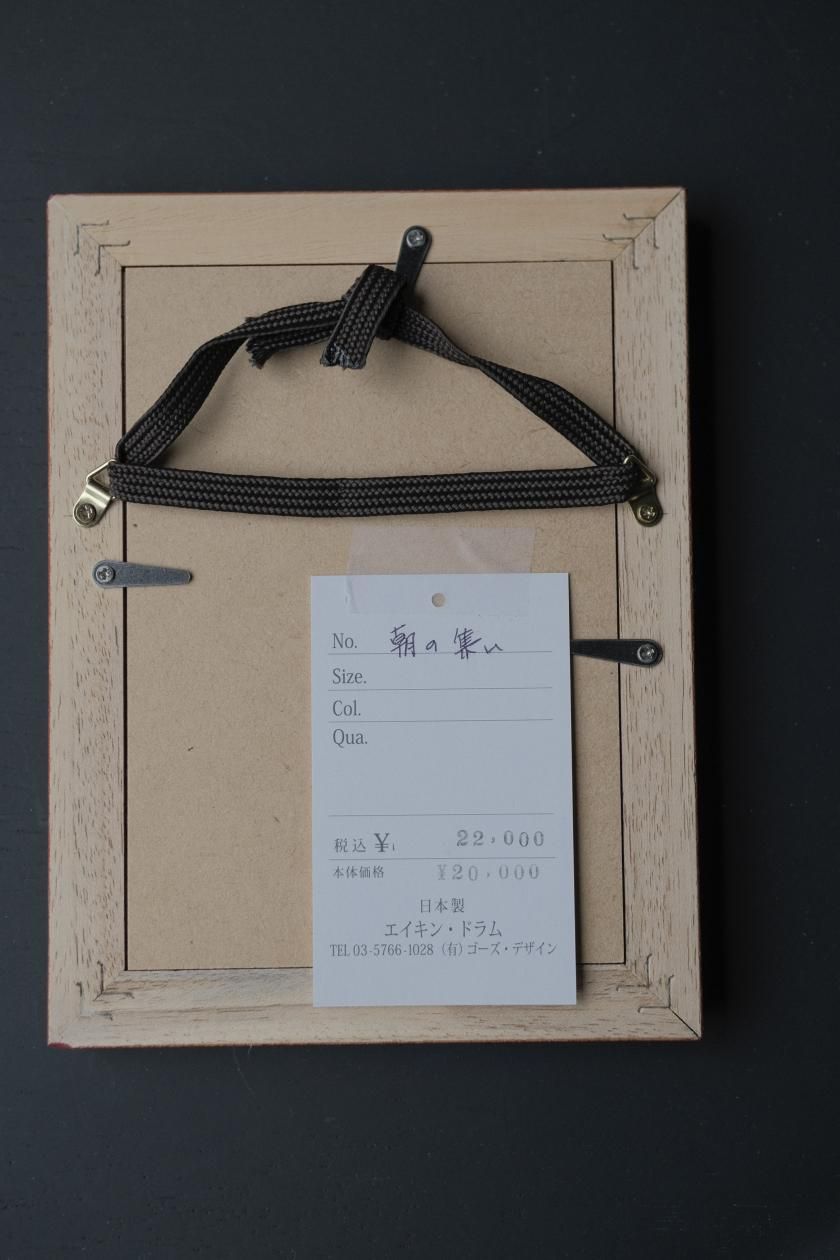 No. 朝の集い
Size.
Col.
Qua.
税込 ¥ 22,000
本体価格 ¥20,000
日本製
エイキン・ドラム
TEL 03-5766-1028 (有)ゴーズ・デザイン